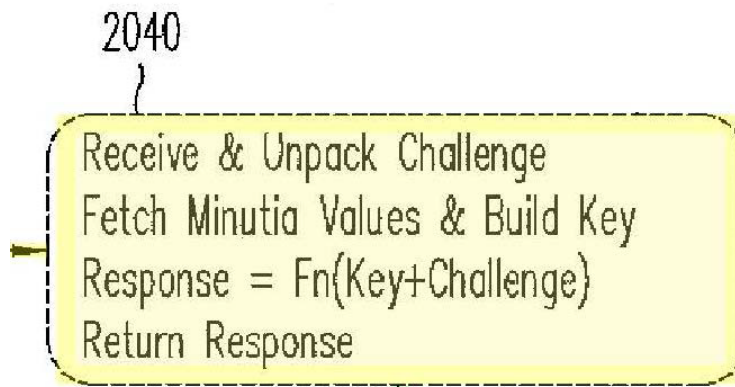 2040
Receive & Unpack Challenge
Fetch Minutia Values & Build Key
Response = Fn(Key+Challenge)
Return Response